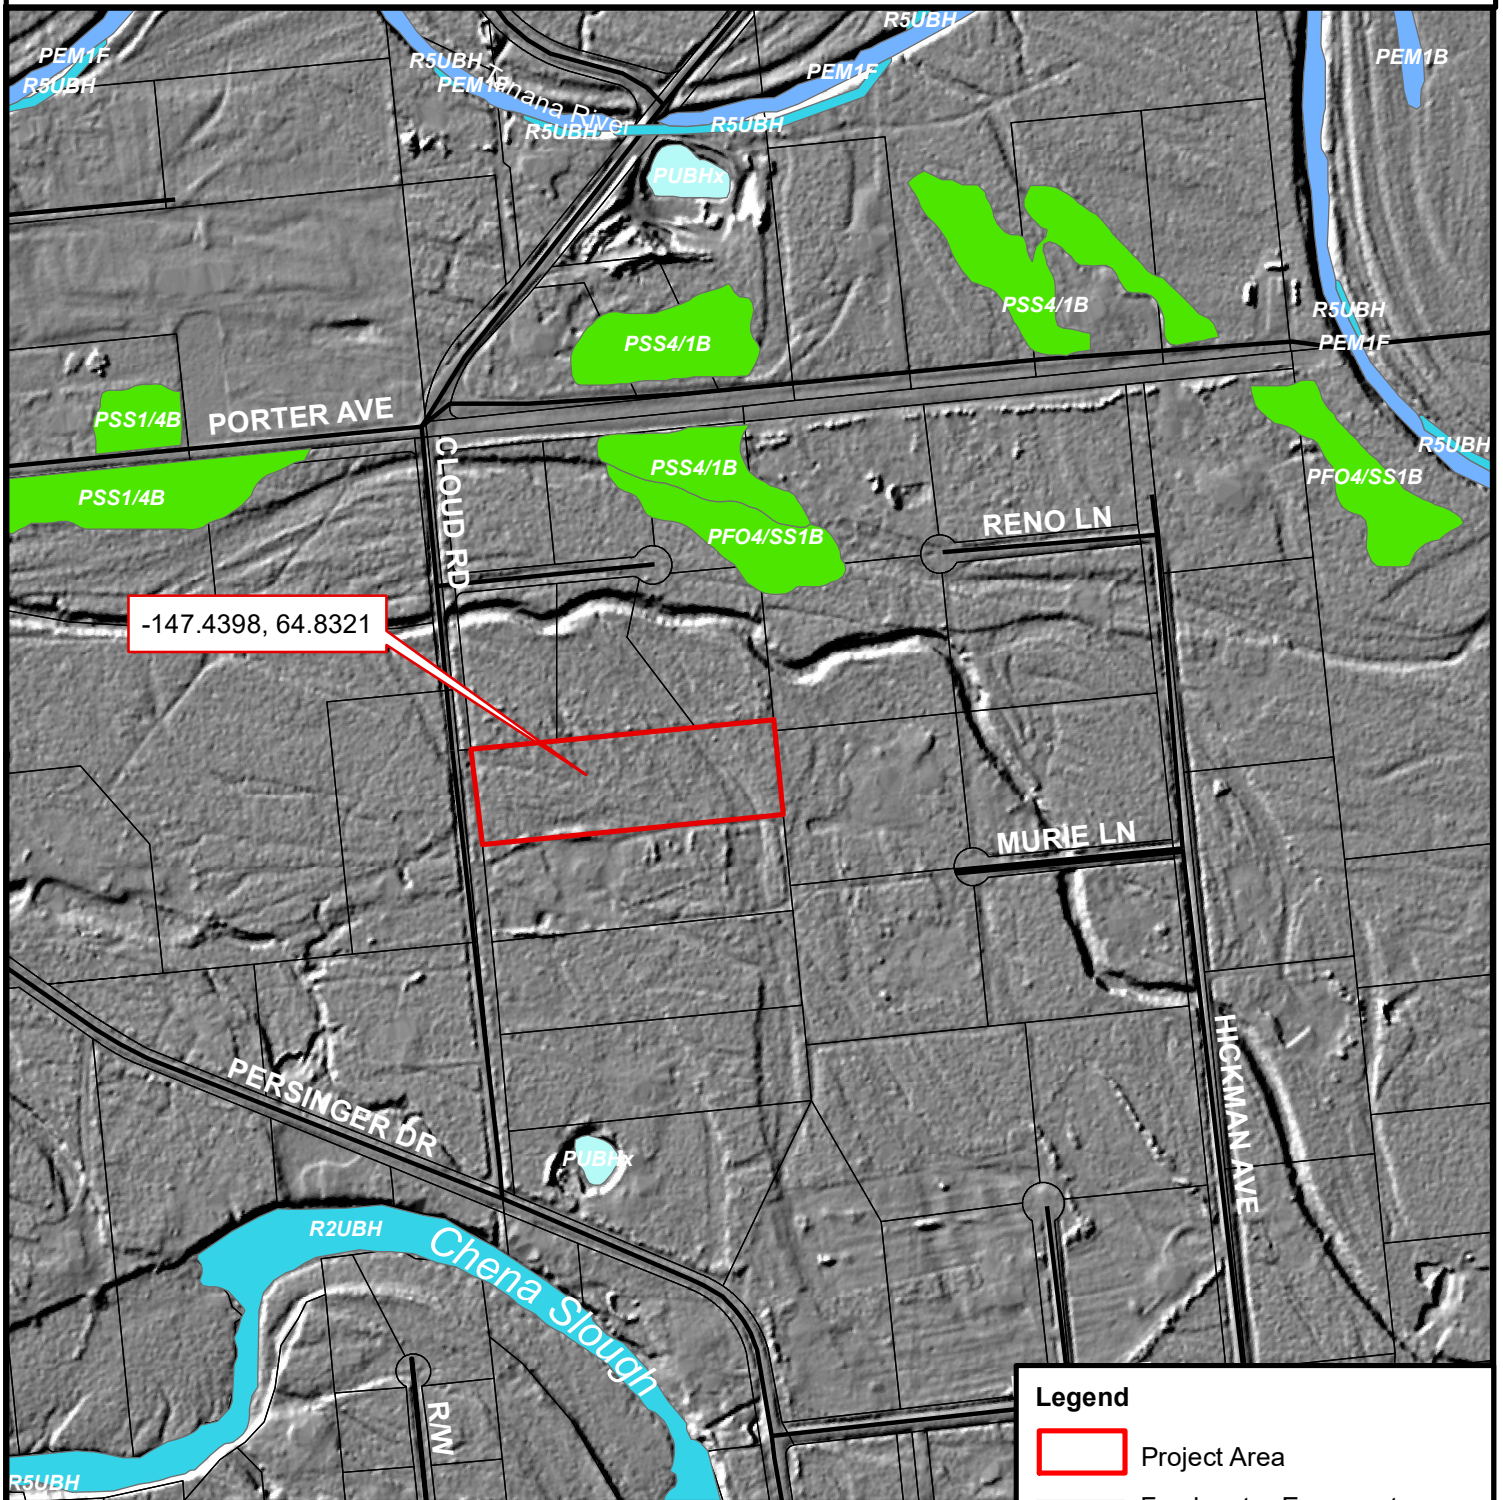 R5UBH
PEM1F
R5UBH
R5UBH
PEM1F
Tanana River
PEM1F
R5UBH
R5UBH
PEM1B
PUBHx
PSS4/1B
R5UBH
PSS4/1B
PEM1F
PSS1/4B
PORTER AVE
CLOUD RD
R5UBH
PSS4/1B
PFO4/SS1B
PSS1/4B
RENO LN
PFO4/SS1B
-147.4398, 64.8321
MURIE LN
HICKMAN AVE
PERSINGER DR
PUBHx
R2UBH
Chena Slough
R/W
R5UBH
Legend
Project Area